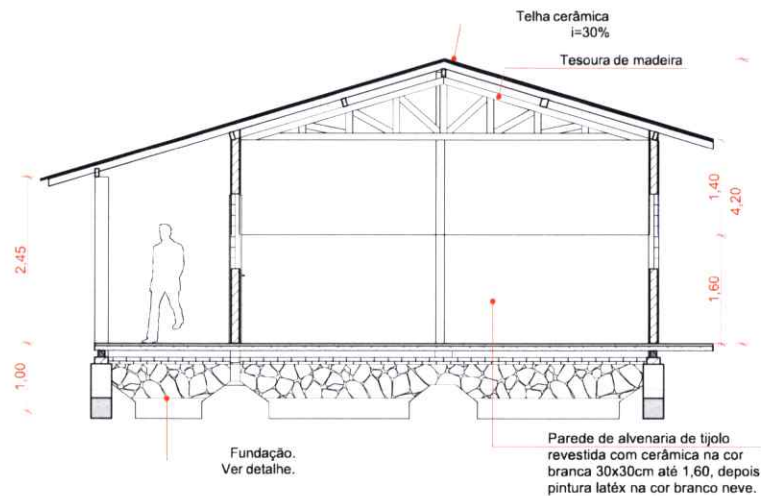 Telha cerâmica
i=30%
Tesoura de madeira
2,45
1,00
1,40
4,20
1,60
Fundação.
Ver detalhe.
Parede de alvenaria de tijolo
revestida com cerâmica na cor
branca 30x30cm até 1,60, depois
pintura latéx na cor branco neve.